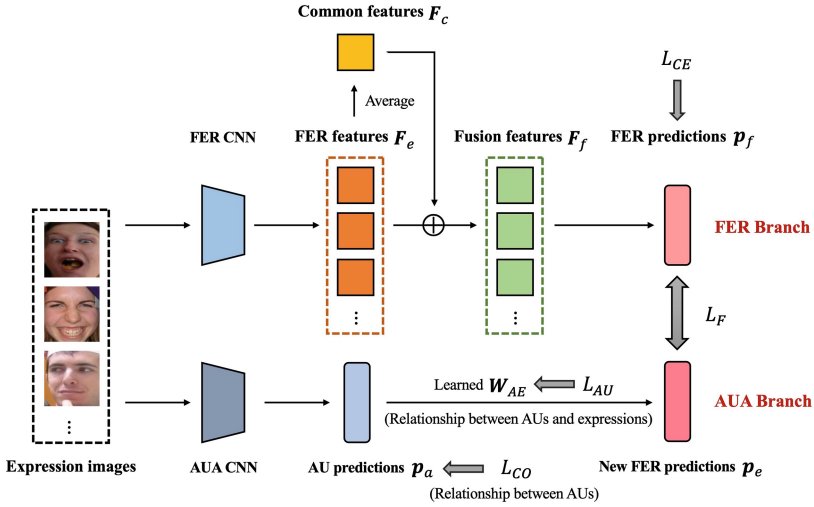 Common features F_c
Average
L_CE
FER CNN
FER features F_e
Fusion features F_f
FER predictions p_f
FER Branch
L_F
Learned W_AE
L_AU
(Relationship between AUs and expressions)
AUA Branch
Expression images
AUA CNN
AU predictions p_a
L_CO
(Relationship between AUs)
New FER predictions p_e